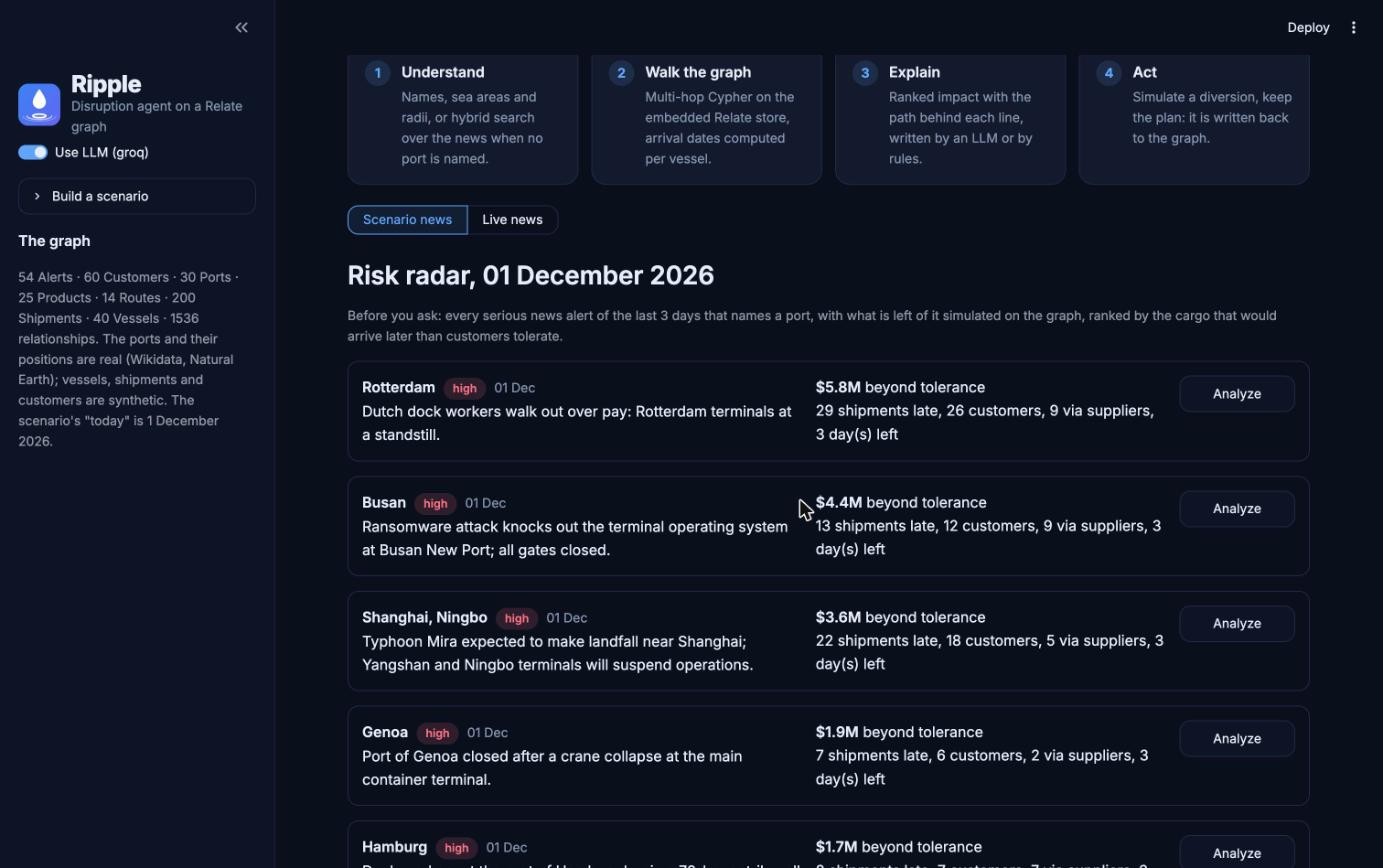 Deploy
Ripple
Disruption agent on a Relate
graph
Use LLM (groq)
Build a scenario
The graph
54 Alerts · 60 Customers · 30 Ports ·
25 Products · 14 Routes · 200
Shipments · 40 Vessels · 1536
relationships. The ports and their
positions are real (Wikidata, Natural
Earth); vessels, shipments and
customers are synthetic. The
scenario's "today" is 1 December
2026.
1 Understand
Names, sea areas and
radii, or hybrid search
over the news when no
port is named.
2 Walk the graph
Multi-hop Cypher on the
embedded Relate store,
arrival dates computed
per vessel.
3 Explain
Ranked impact with the
path behind each line,
written by an LLM or by
rules.
4 Act
Simulate a diversion, keep
the plan: it is written back
to the graph.
Scenario news Live news
Risk radar, 01 December 2026
Before you ask: every serious news alert of the last 3 days that names a port, with what is left of it simulated on the graph, ranked by the cargo that would
arrive later than customers tolerate.
Rotterdam high 01 Dec
Dutch dock workers walk out over pay: Rotterdam terminals at
a standstill.
$5.8M beyond tolerance
29 shipments late, 26 customers, 9 via suppliers,
3 day(s) left
Analyze
Busan high 01 Dec
Ransomware attack knocks out the terminal operating system
at Busan New Port; all gates closed.
$4.4M beyond tolerance
13 shipments late, 12 customers, 9 via suppliers, 3
day(s) left
Analyze
Shanghai, Ningbo high 01 Dec
Typhoon Mira expected to make landfall near Shanghai;
Yangshan and Ningbo terminals will suspend operations.
$3.6M beyond tolerance
22 shipments late, 18 customers, 5 via suppliers, 3
day(s) left
Analyze
Genoa high 01 Dec
Port of Genoa closed after a crane collapse at the main
container terminal.
$1.9M beyond tolerance
7 shipments late, 6 customers, 2 via suppliers, 3
day(s) left
Analyze
Hamburg high 01 Dec
$1.7M beyond tolerance
Analyze